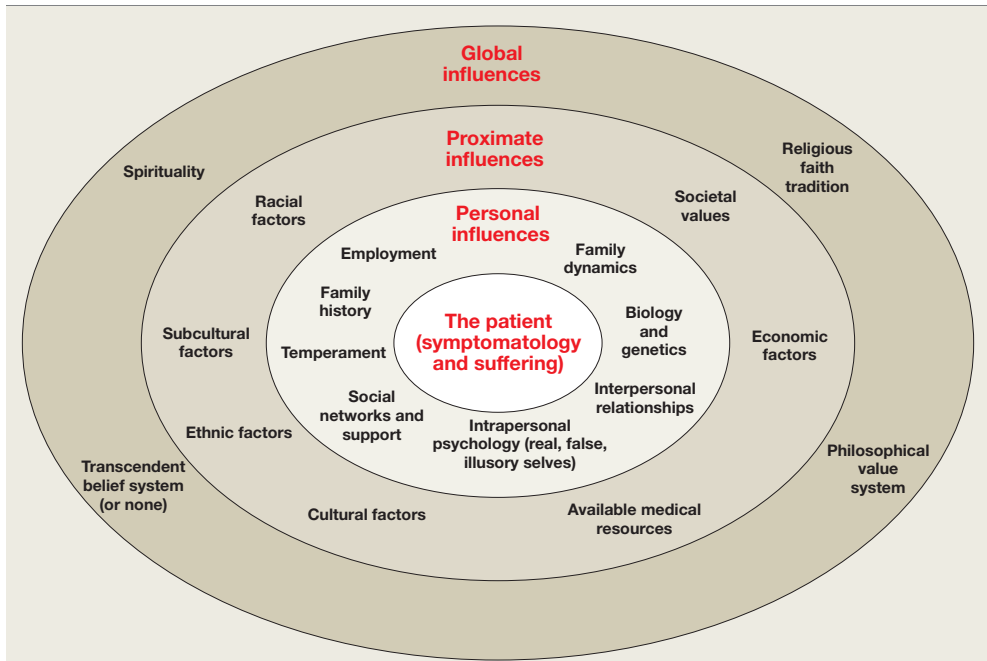 Global
influences
Spirituality
Religious
faith
tradition
Transcendent
belief system
(or none)
Philosophical
value
system
Proximate
influences
Racial
factors
Societal
values
Subcultural
factors
Economic
factors
Ethnic factors
Cultural factors
Available medical
resources
Personal
influences
Employment
Family
dynamics
Family
history
Biology
and
genetics
Temperament
Interpersonal
relationships
Social
networks and
support
Intrapersonal
psychology (real, false,
illusory selves)
The patient
(symptomatology
and suffering)